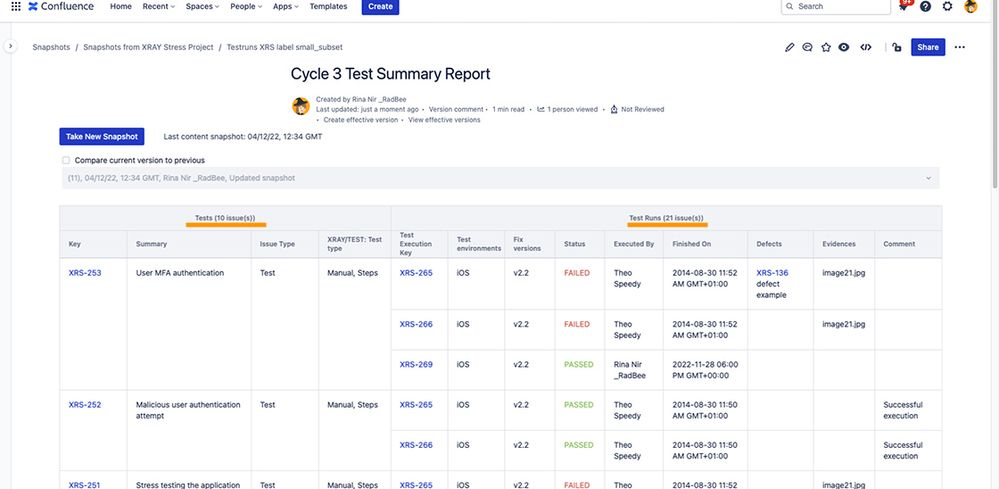 Confluence Home Recent Spaces People Apps Templates Create Search 9+
Snapshots / Snapshots from XRAY Stress Project / Testruns XRS label small_subset Share
Cycle 3 Test Summary Report
Created by Rina Nir _RadBee
Last updated: just a moment ago • Version comment • 1 min read • 1 person viewed • Not Reviewed
• Create effective version • View effective versions
Take New Snapshot Last content snapshot: 04/12/22, 12:34 GMT
Compare current version to previous
(11), 04/12/22, 12:34 GMT, Rina Nir _RadBee, Updated snapshot
Tests (10 issue(s)) Test Runs (21 issue(s))
Key Summary Issue Type XRAY/TEST: Test type Test Execution Key Test environments Fix versions Status Executed By Finished On Defects Evidences Comment
XRS-253 User MFA authentication Test Manual, Steps XRS-265 iOS v2.2 FAILED Theo Speedy 2014-08-30 11:52 AM GMT+01:00 XRS-136 defect example image21.jpg
XRS-266 iOS v2.2 FAILED Theo Speedy 2014-08-30 11:52 AM GMT+01:00 image21.jpg
XRS-269 iOS v2.2 PASSED Rina Nir _RadBee 2022-11-28 06:00 PM GMT+00:00
XRS-252 Malicious user authentication attempt Test Manual, Steps XRS-265 iOS v2.2 PASSED Theo Speedy 2014-08-30 11:50 AM GMT+01:00 Successful execution
XRS-266 iOS v2.2 PASSED Theo Speedy 2014-08-30 11:50 AM GMT+01:00 Successful execution
XRS-251 Stress testing the application Test Manual, Steps XRS-265 iOS v2.2 FAILED Theo 2014-08-30 11:52 image21.jpg